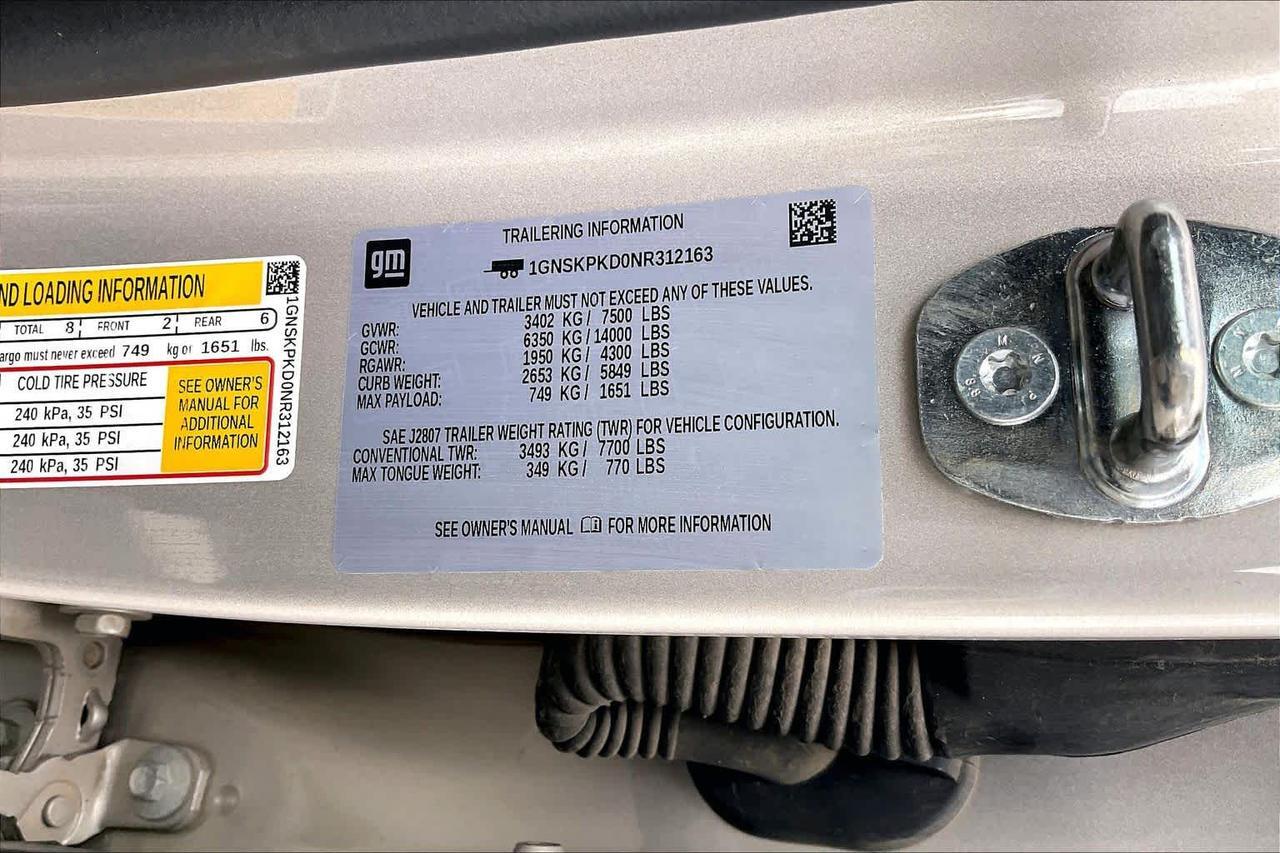 ND LOADING INFORMATION
TOTAL 8 FRONT 2 REAR 6
argo must never exceed 749 kg or 1651 lbs.
COLD TIRE PRESSURE
240 kPa, 35 PSI
240 kPa, 35 PSI
240 kPa, 35 PSI
SEE OWNER'S
MANUAL FOR
ADDITIONAL
INFORMATION
1GNSKPKD0NR312163
gm
TRAILERING INFORMATION
1GNSKPKD0NR312163
VEHICLE AND TRAILER MUST NOT EXCEED ANY OF THESE VALUES.
GVWR: 3402 KG / 7500 LBS
GCWR: 6350 KG / 14000 LBS
RGAWR: 1950 KG / 4300 LBS
CURB WEIGHT: 2653 KG / 5849 LBS
MAX PAYLOAD: 749 KG / 1651 LBS
SAE J2807 TRAILER WEIGHT RATING (TWR) FOR VEHICLE CONFIGURATION.
CONVENTIONAL TWR: 3493 KG / 7700 LBS
MAX TONGUE WEIGHT: 349 KG / 770 LBS
SEE OWNER'S MANUAL FOR MORE INFORMATION